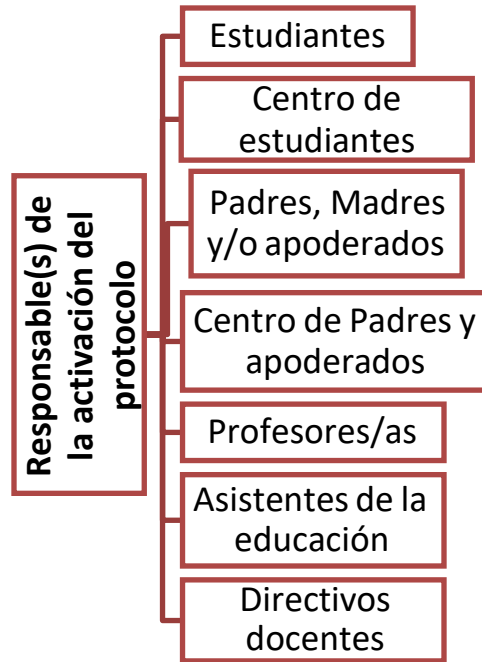 Responsable(s) de
la activación del
protocolo
Estudiantes
Centro de
estudiantes
Padres, Madres
y/o apoderados
Centro de Padres y
apoderados
Profesores/as
Asistentes de la
educación
Directivos
docentes